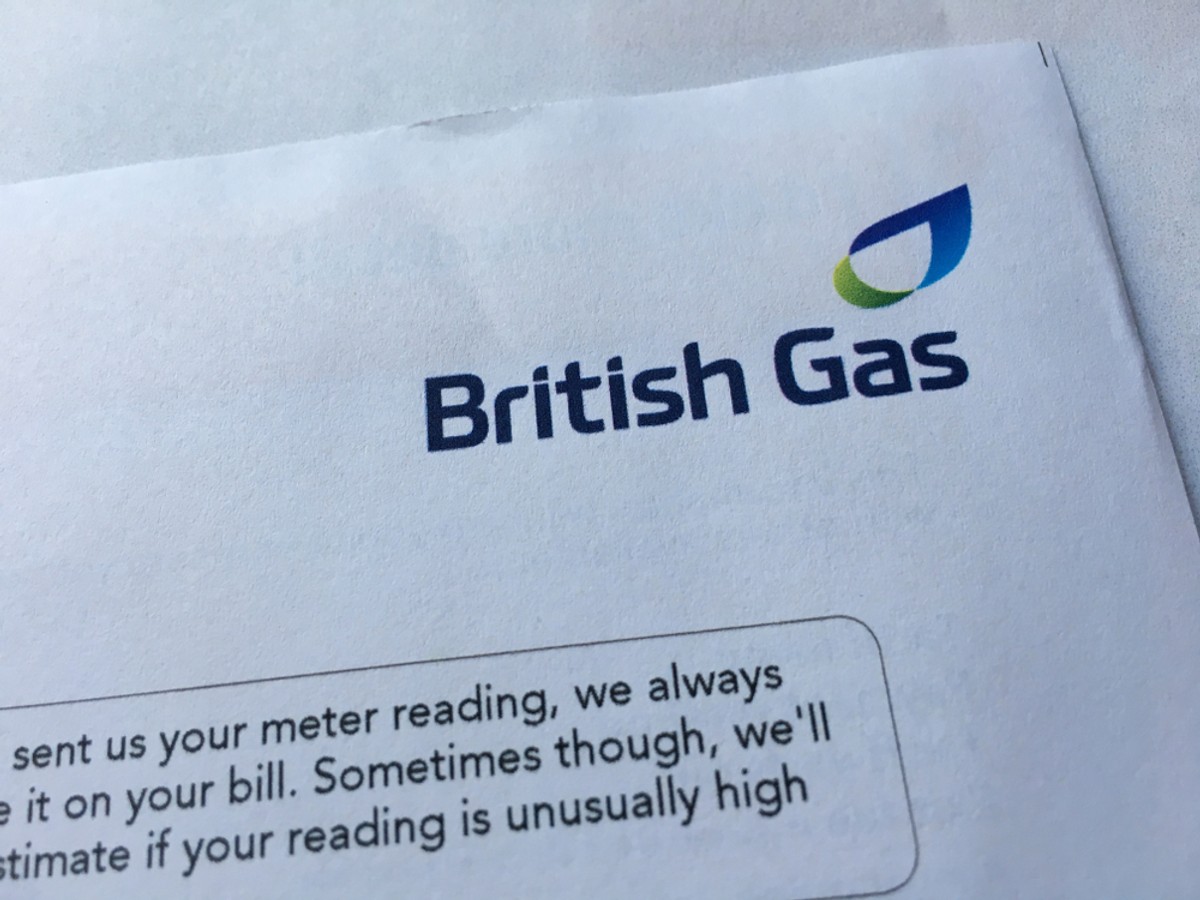 British Gas
sent us your meter reading, we always
it on your bill. Sometimes though, we'll
if your reading is unusually high